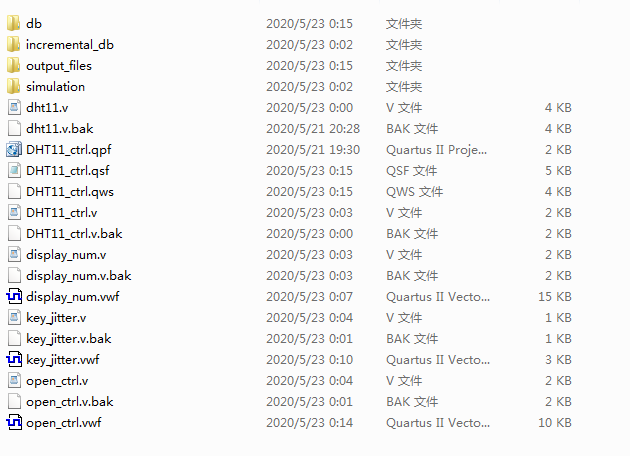 db 2020/5/23 0:15 文件夹
incremental_db 2020/5/23 0:02 文件夹
output_files 2020/5/23 0:15 文件夹
simulation 2020/5/23 0:02 文件夹
dht11.v 2020/5/23 0:00 V 文件 4 KB
dht11.v.bak 2020/5/21 20:28 BAK 文件 4 KB
DHT11_ctrl.qpf 2020/5/21 19:30 Quartus II Proje... 2 KB
DHT11_ctrl.qsf 2020/5/23 0:15 QSF 文件 5 KB
DHT11_ctrl.qws 2020/5/23 0:15 QWS 文件 4 KB
DHT11_ctrl.v 2020/5/23 0:03 V 文件 2 KB
DHT11_ctrl.v.bak 2020/5/23 0:00 BAK 文件 2 KB
display_num.v 2020/5/23 0:03 V 文件 2 KB
display_num.v.bak 2020/5/23 0:03 BAK 文件 2 KB
display_num.vwf 2020/5/23 0:07 Quartus II Vecto... 15 KB
key_jitter.v 2020/5/23 0:04 V 文件 1 KB
key_jitter.v.bak 2020/5/23 0:01 BAK 文件 1 KB
key_jitter.vwf 2020/5/23 0:10 Quartus II Vecto... 3 KB
open_ctrl.v 2020/5/23 0:04 V 文件 2 KB
open_ctrl.v.bak 2020/5/23 0:01 BAK 文件 2 KB
open_ctrl.vwf 2020/5/23 0:14 Quartus II Vecto... 10 KB